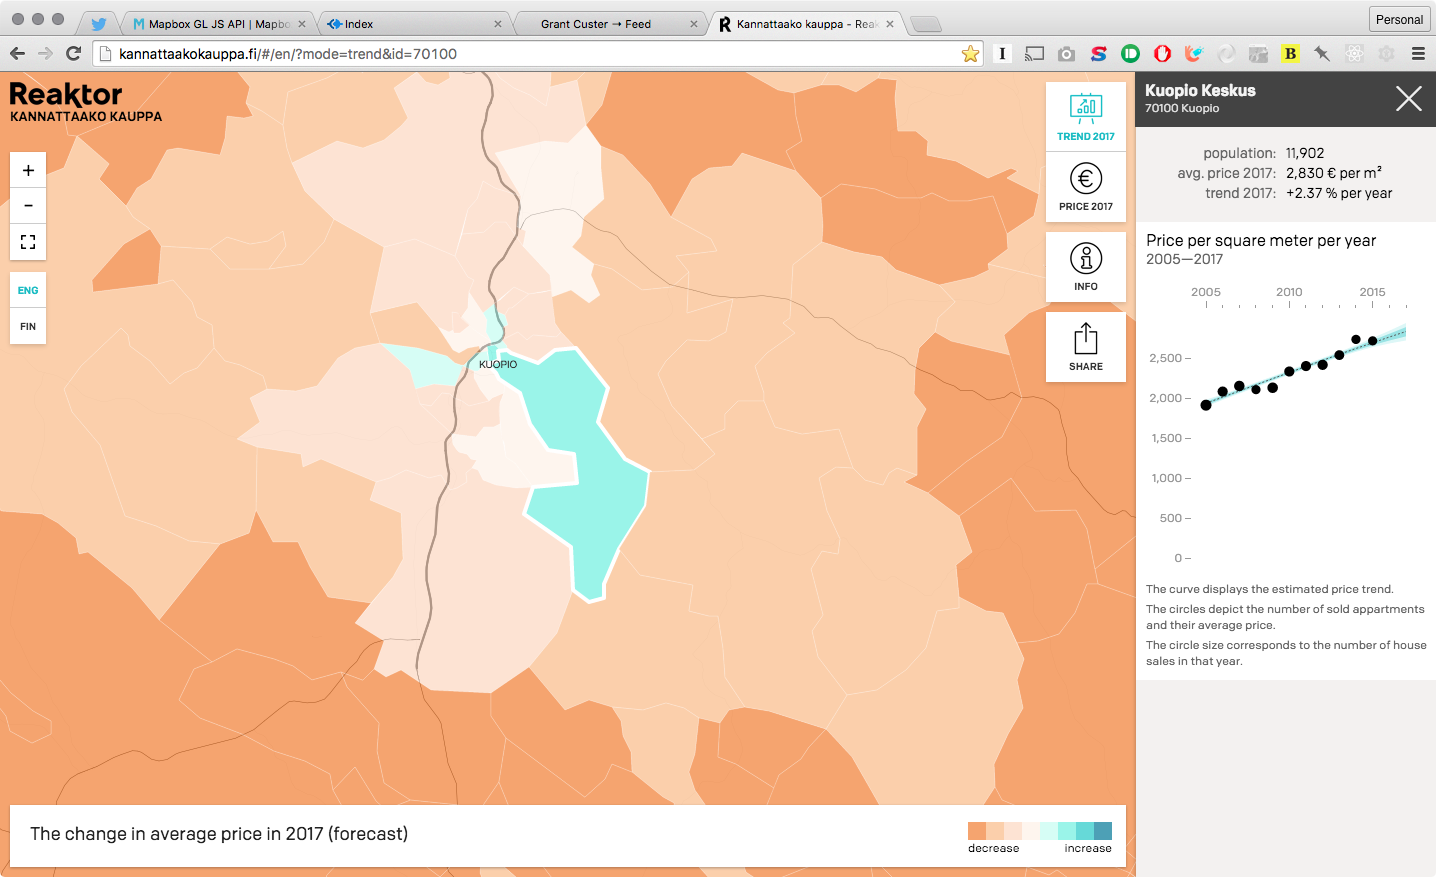 Mapbox GL JS API | Mapbo
Index
Grant Custer → Feed
Kannattaako kauppa - Reak
Personal
kannattaakokauppa.fi/#/en/?mode=trend&id=70100
Reaktor
KANNATTAAKO KAUPPA
+
−
ENG
FIN
KUOPIO
TREND 2017
PRICE 2017
INFO
SHARE
Kuopio Keskus
70100 Kuopio
population: 11,902
avg. price 2017: 2,830 € per m²
trend 2017: +2.37 % per year
Price per square meter per year
2005—2017
2005 2010 2015
2,500
2,000
1,500
1,000
500
0
The curve displays the estimated price trend.
The circles depict the number of sold appartments
and their average price.
The circle size corresponds to the number of house
sales in that year.
The change in average price in 2017 (forecast)
decrease increase